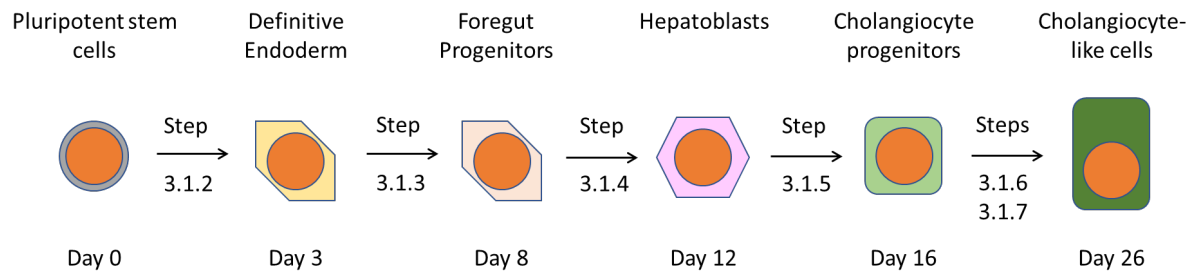 Pluripotent stem
cells
Definitive
Endoderm
Foregut
Progenitors
Hepatoblasts
Cholangiocyte
progenitors
Cholangiocyte-
like cells
Step
3.1.2
Step
3.1.3
Step
3.1.4
Step
3.1.5
Steps
3.1.6
3.1.7
Day 0
Day 3
Day 8
Day 12
Day 16
Day 26